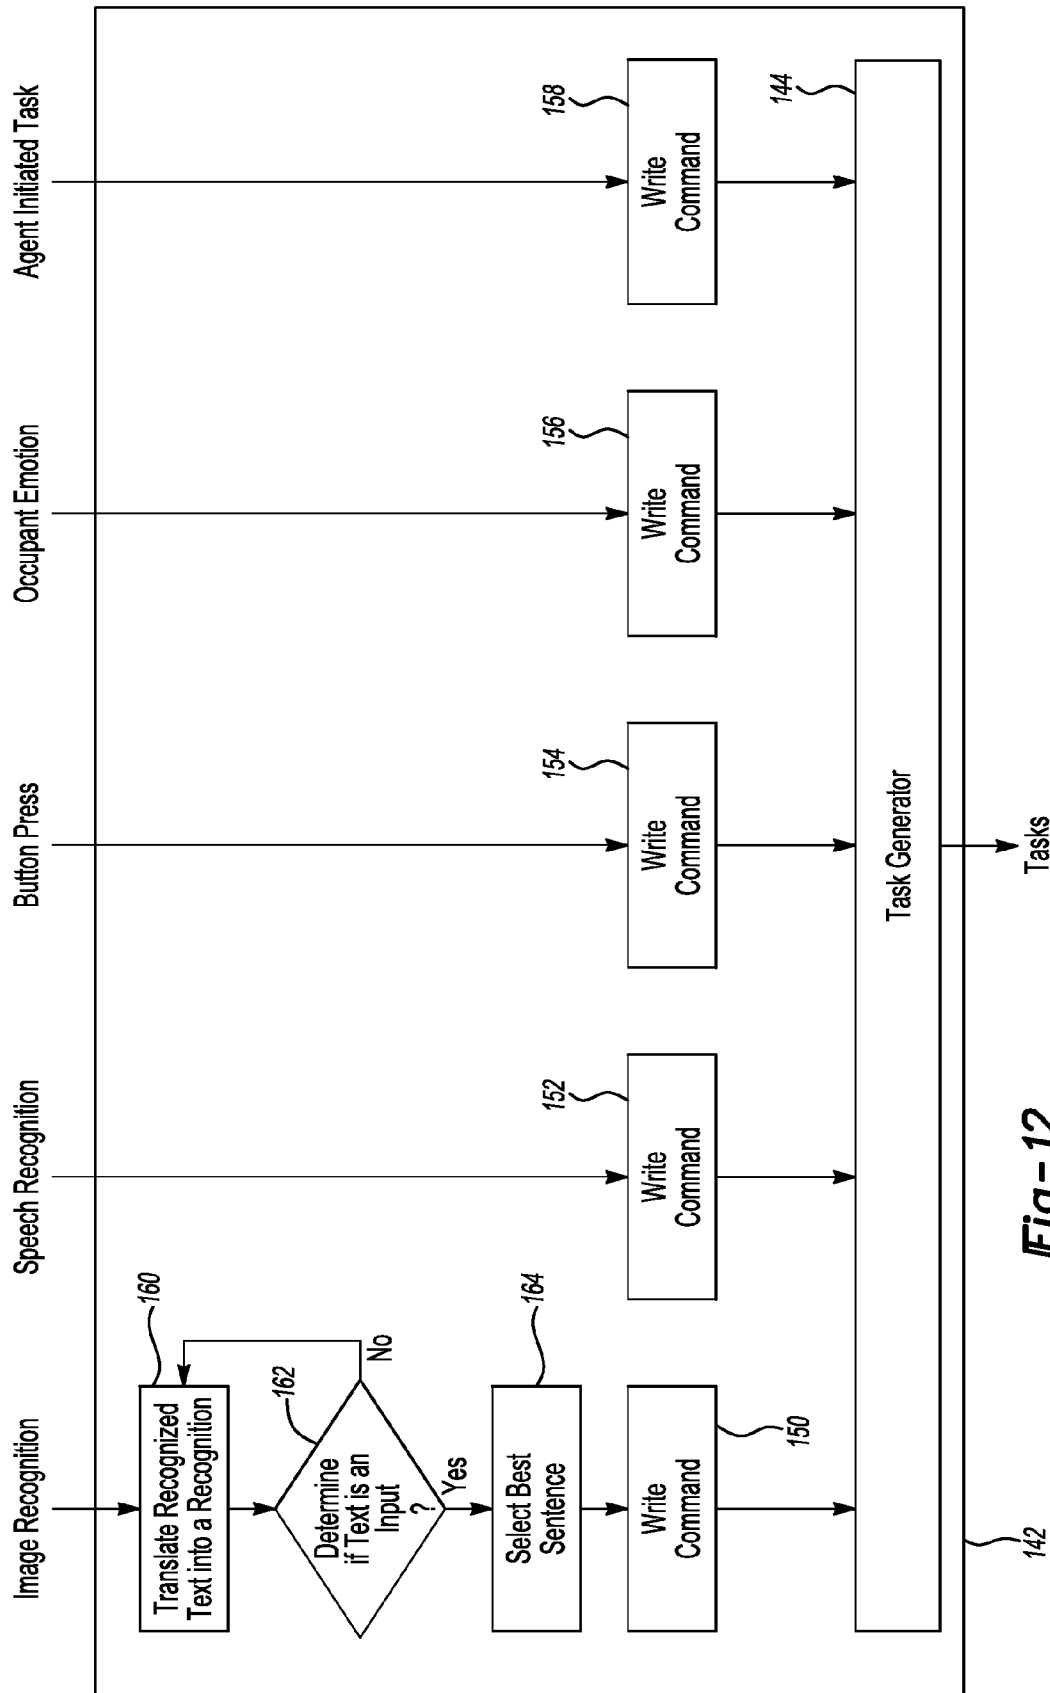 Image Recognition
Speech Recognition
Button Press
Occupant Emotion
Agent Initiated Task
160
Translate Recognized
Text into a Recognition
162
Determine
if Text is an
Input
?
No
Yes
164
Select Best
Sentence
150
Write
Command
152
Write
Command
154
Write
Command
156
Write
Command
158
Write
Command
144
Task Generator
142
Tasks
Fig-12